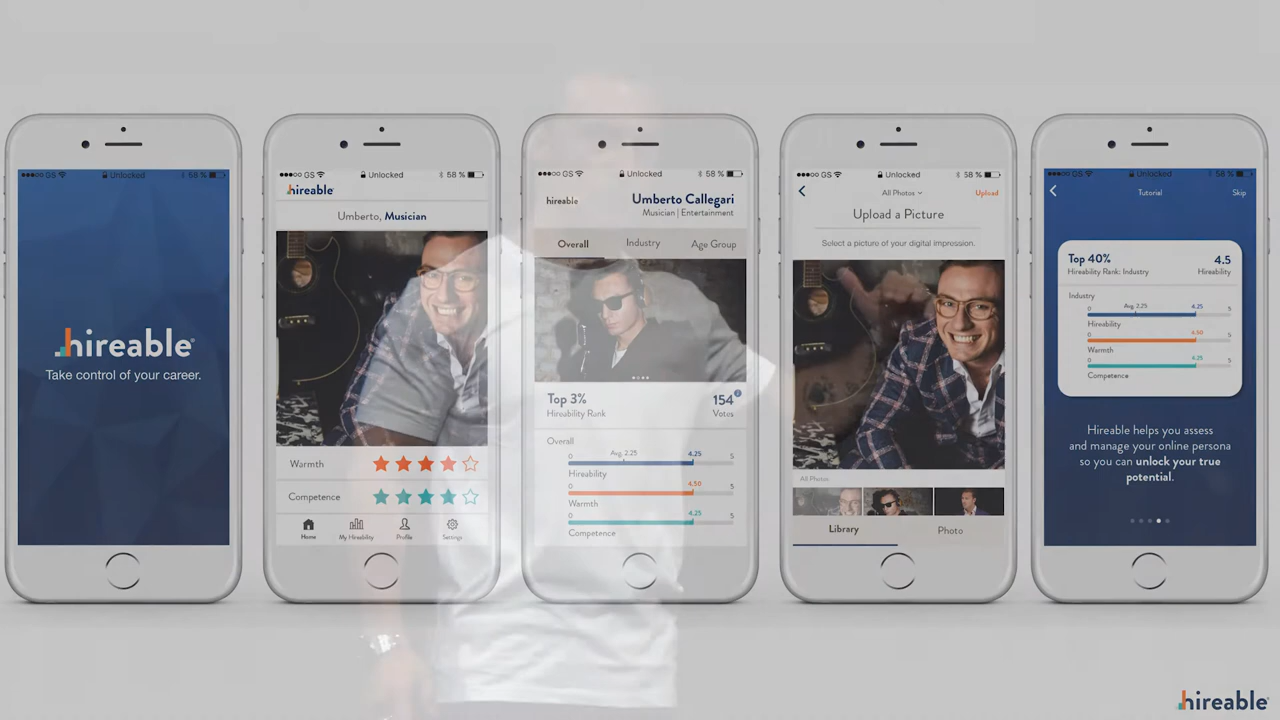 GS
Unlocked
58 %
hireable
Take control of your career.
GS
Unlocked
58 %
hireable
Umberto, Musician
Warmth
Competence
Home
My Hireability
Profile
Settings
GS
Unlocked
58 %
hireable
Umberto Callegari
Musician | Entertainment
Overall
Industry
Age Group
Top 3%
154
Hireability Rank
Votes
Overall
0
Avg. 2.25
4.25
5
Hireability
0
4.50
5
Warmth
0
4.25
5
Competence
GS
Unlocked
58 %
All Photos
Upload
Upload a Picture
Select a picture of your digital impression.
All Photos
Library
Photo
GS
Unlocked
58 %
Tutorial
Skip
Top 40%
4.5
Hireability Rank: Industry
Hireability
Industry
0
Avg. 2.25
4.25
5
Hireability
0
4.50
5
Warmth
0
4.25
5
Competence
Hireable helps you assess
and manage your online persona
so you can unlock your true
potential.
hireable